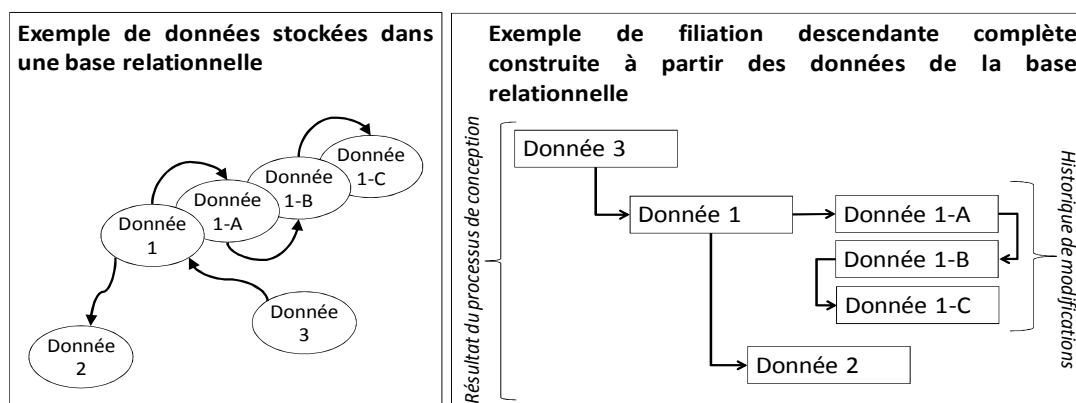 Exemple de données stockées dans
une base relationnelle
Donnée
1-C
Donnée
1-B
Donnée
1-A
Donnée
1
Donnée
3
Donnée
2
Exemple de filiation descendante complète
construite à partir des données de la base
relationnelle
Résultat du processus de conception
Donnée 3
Donnée 1
Donnée 1-A
Donnée 1-B
Donnée 1-C
Donnée 2
Historique de
modifications